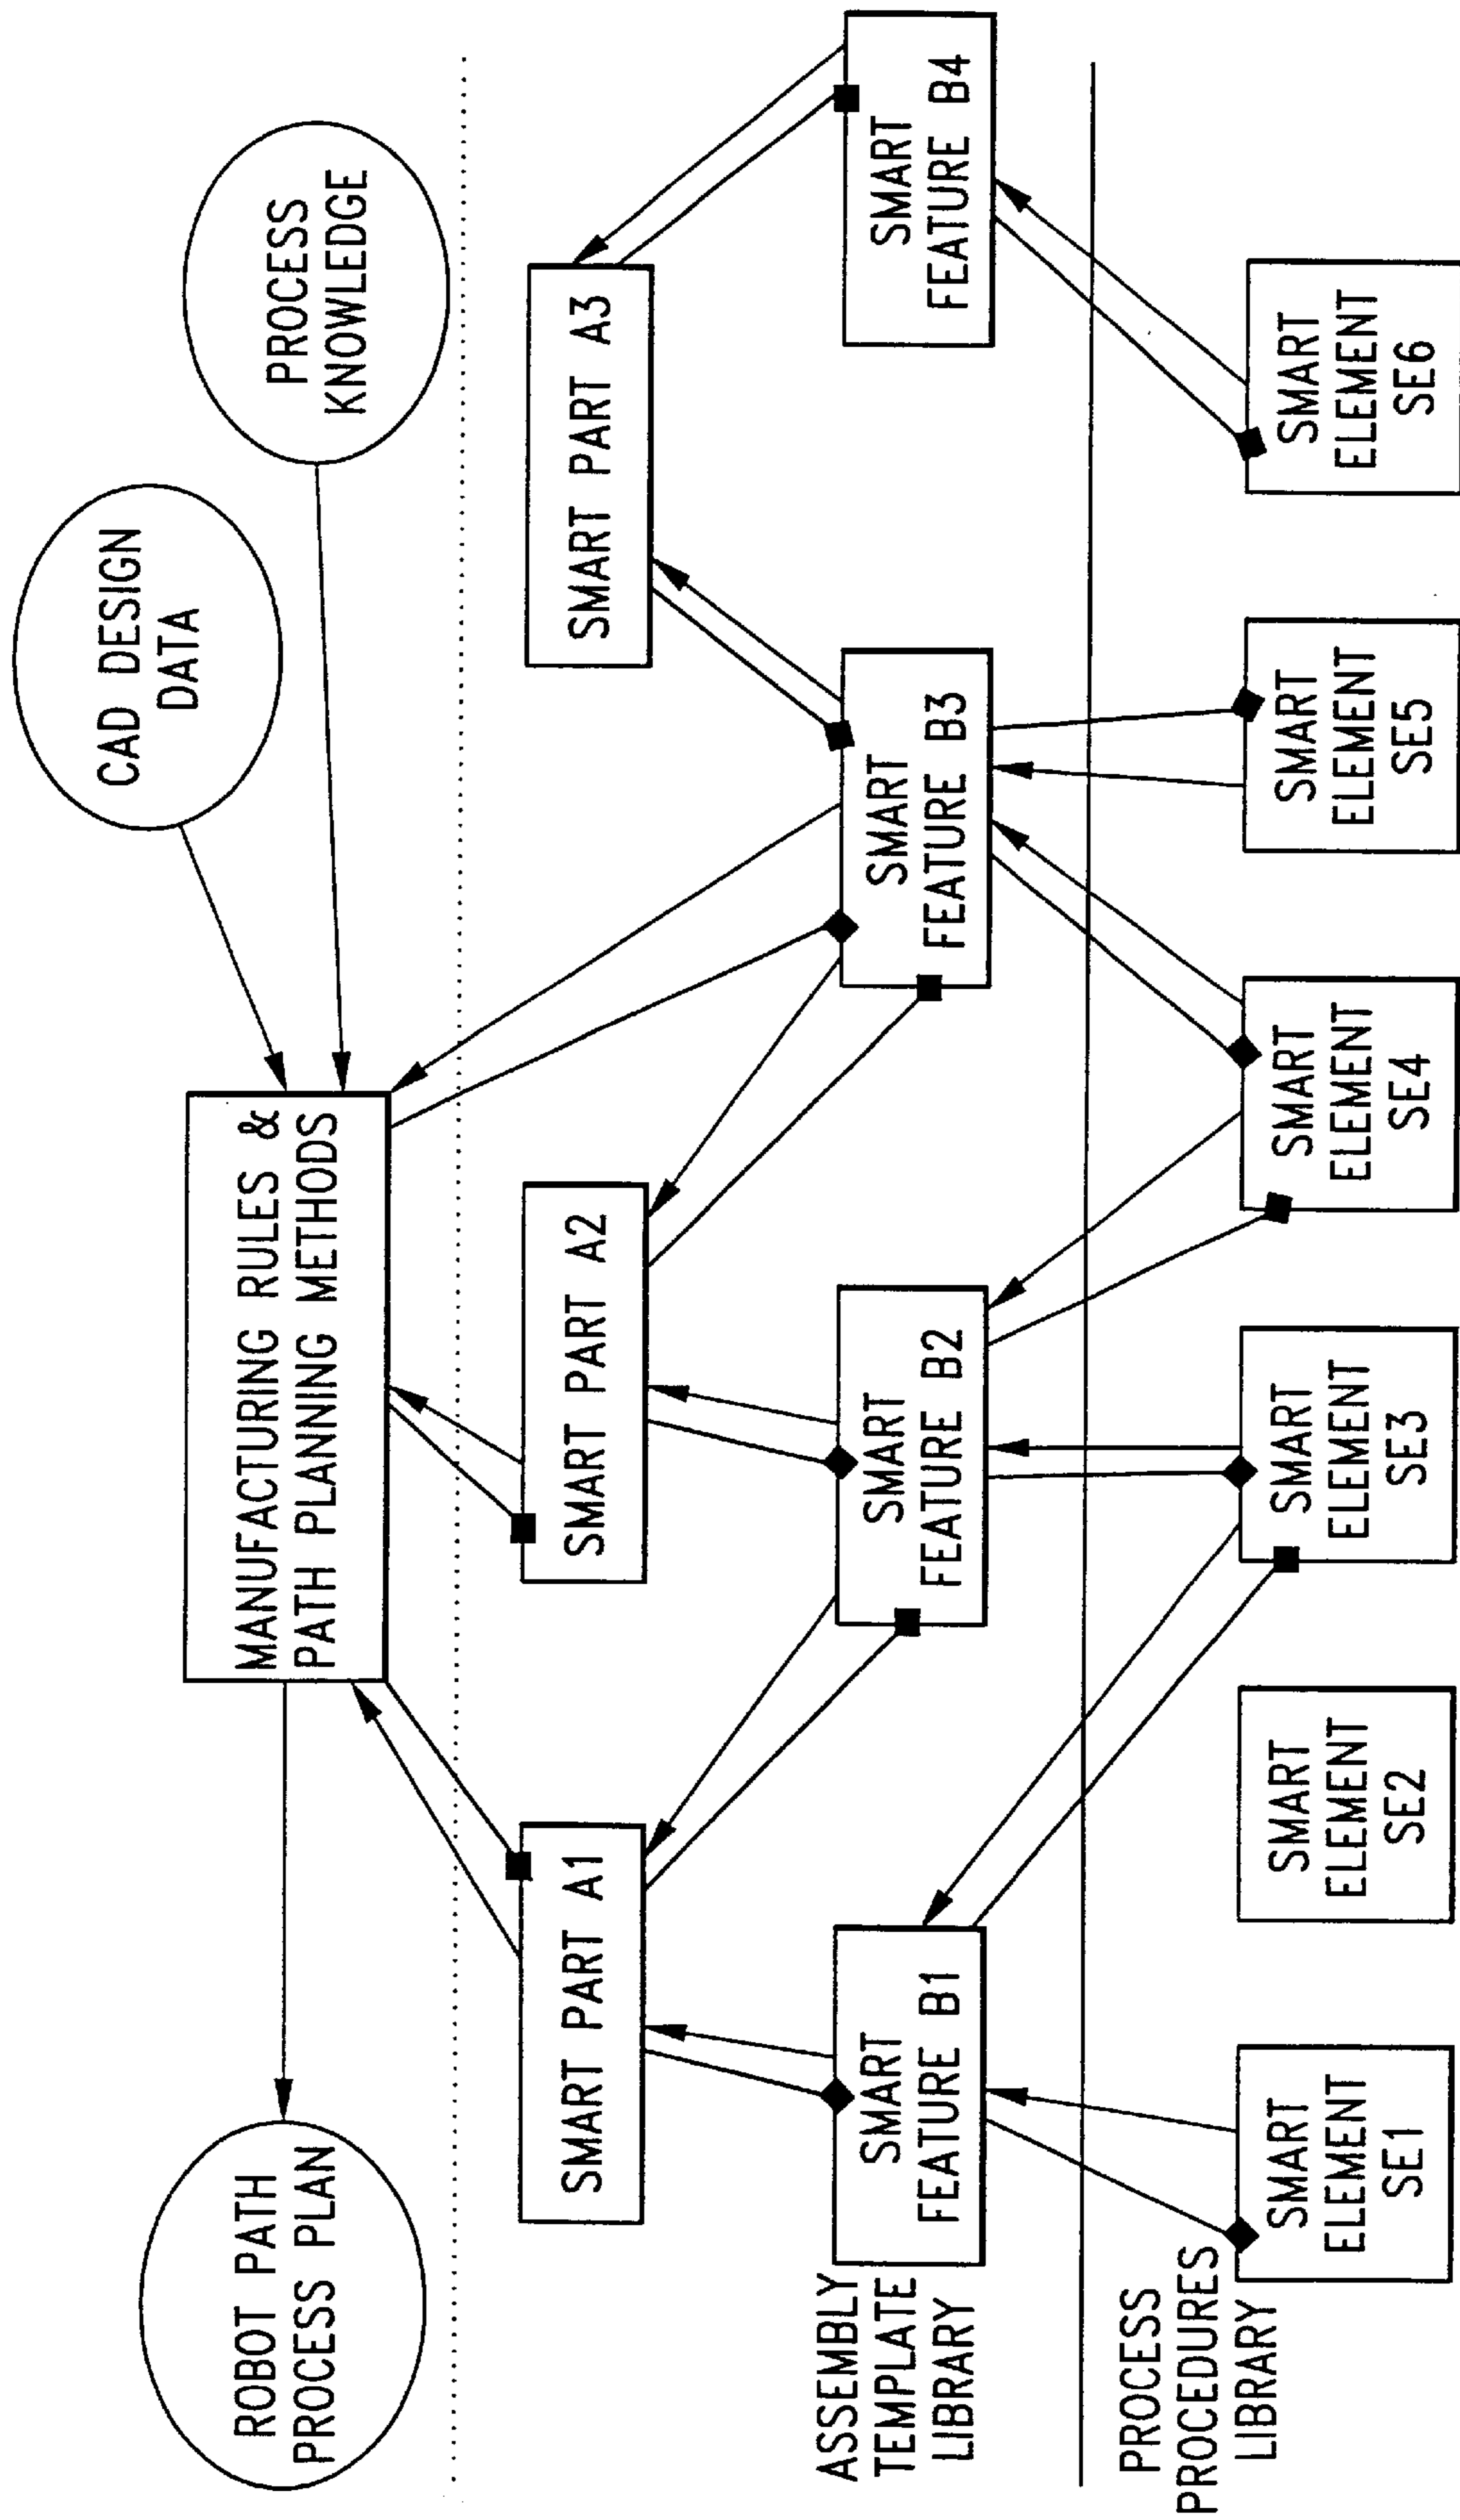 CAD DESIGN
DATA
PROCESS
KNOWLEDGE
ROBOT PATH
PROCESS PLAN
MANUFACTURING RULES &
PATH PLANNING METHODS
SMART PART A1
SMART PART A2
SMART PART A3
ASSEMBLY
TEMPLATE
LIBRARY
SMART
FEATURE B1
SMART
FEATURE B2
SMART
FEATURE B3
SMART
FEATURE B4
PROCESS
PROCEDURES
LIBRARY
SMART
ELEMENT
SE1
SMART
ELEMENT
SE2
SMART
ELEMENT
SE3
SMART
ELEMENT
SE4
SMART
ELEMENT
SE5
SMART
ELEMENT
SE6